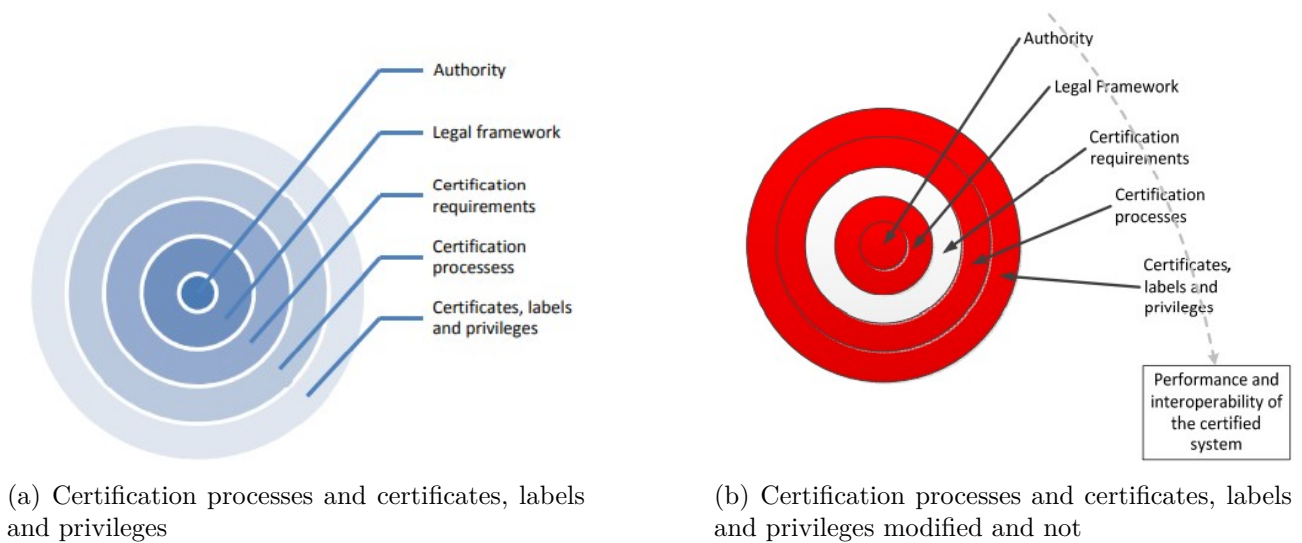 Authority
Legal framework
Certification
requirements
Certification
processess
Certificates, labels
and privileges
(a) Certification processes and certificates, labels
and privileges
Authority
Legal Framework
Certification
requirements
Certification
processes
Certificates,
labels and
privileges
Performance and
interoperability of
the certified
system
(b) Certification processes and certificates, labels
and privileges modified and not